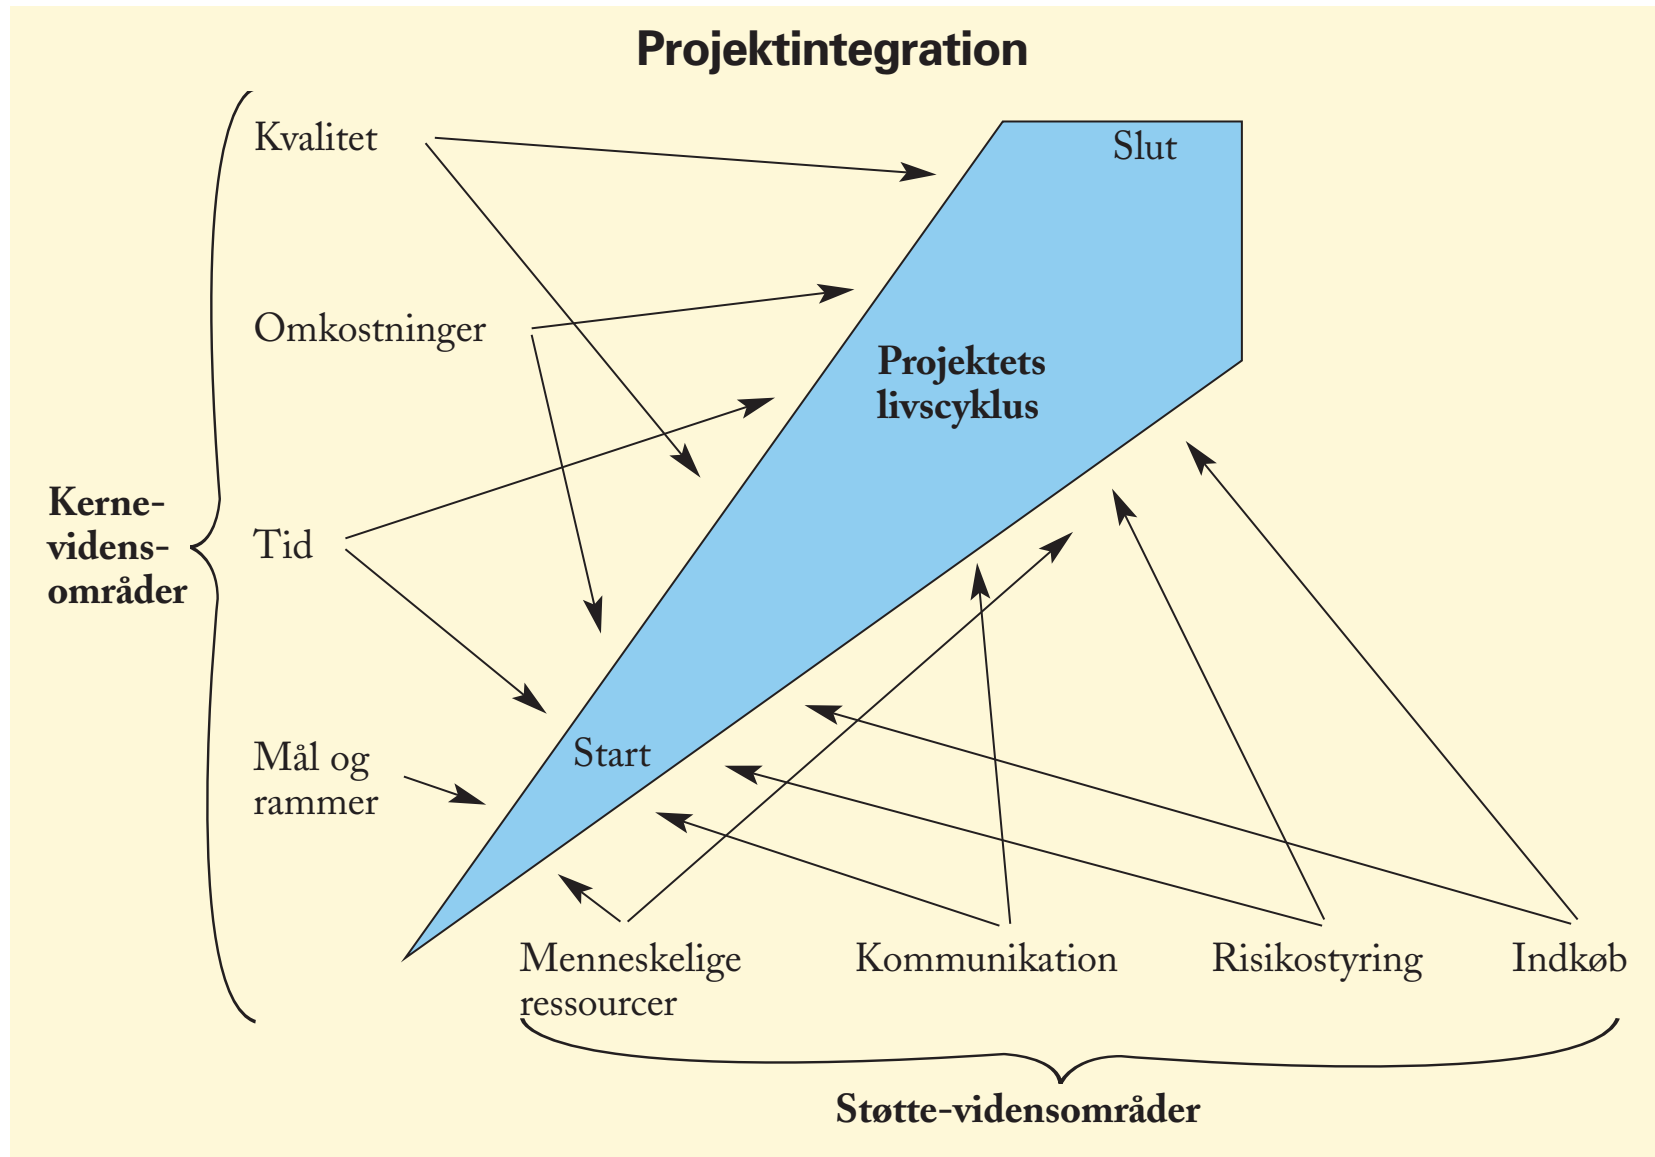 Projektintegration
Kvalitet
Slut
Omkostninger
Projektets
livscyklus
Kerne-
videns-
områder
Tid
Mål og
rammer
Start
Menneskelige
ressourcer
Kommunikation
Risikostyring
Indkøb
Støtte-vidensområder